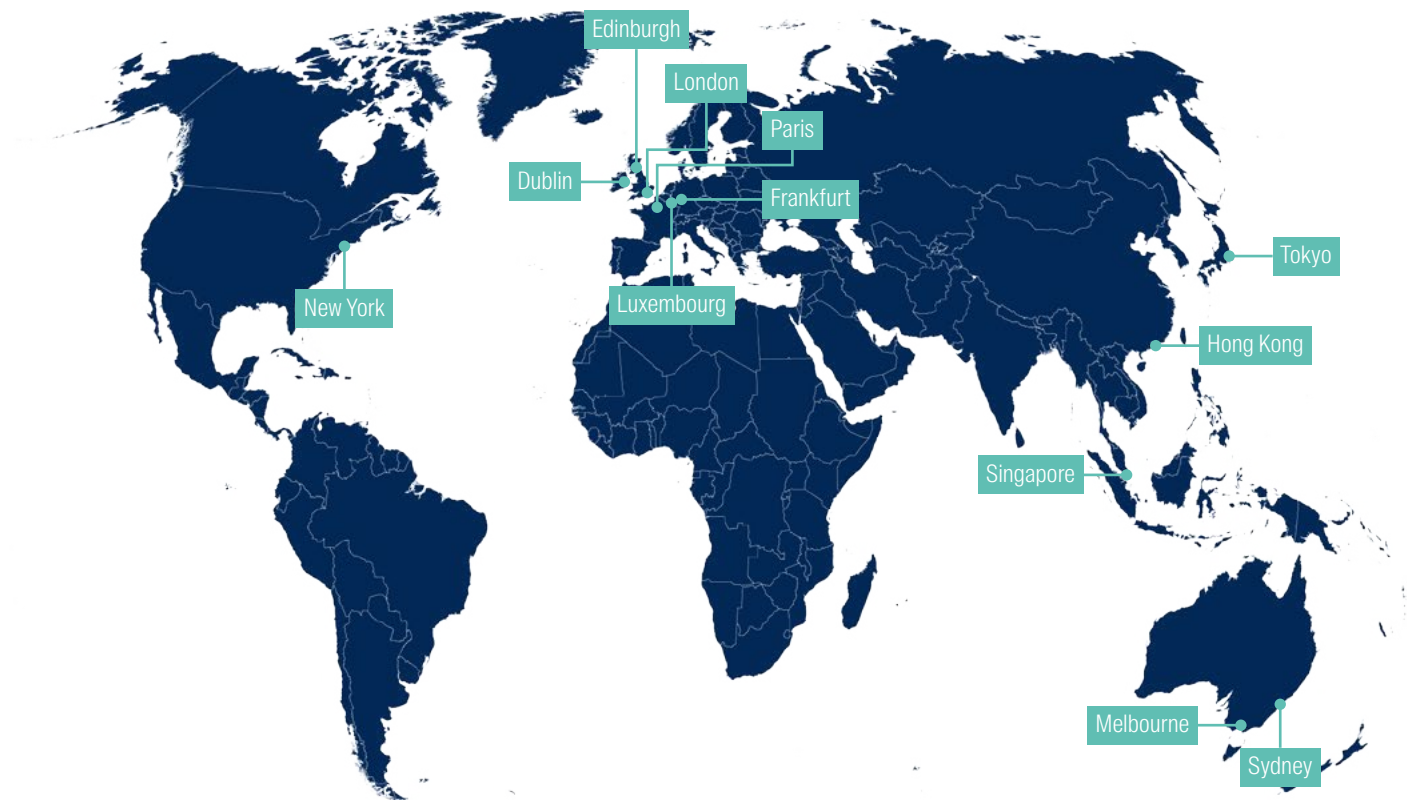 Edinburgh
London
Paris
Dublin
Frankfurt
Tokyo
New York
Luxembourg
Hong Kong
Singapore
Melbourne
Sydney